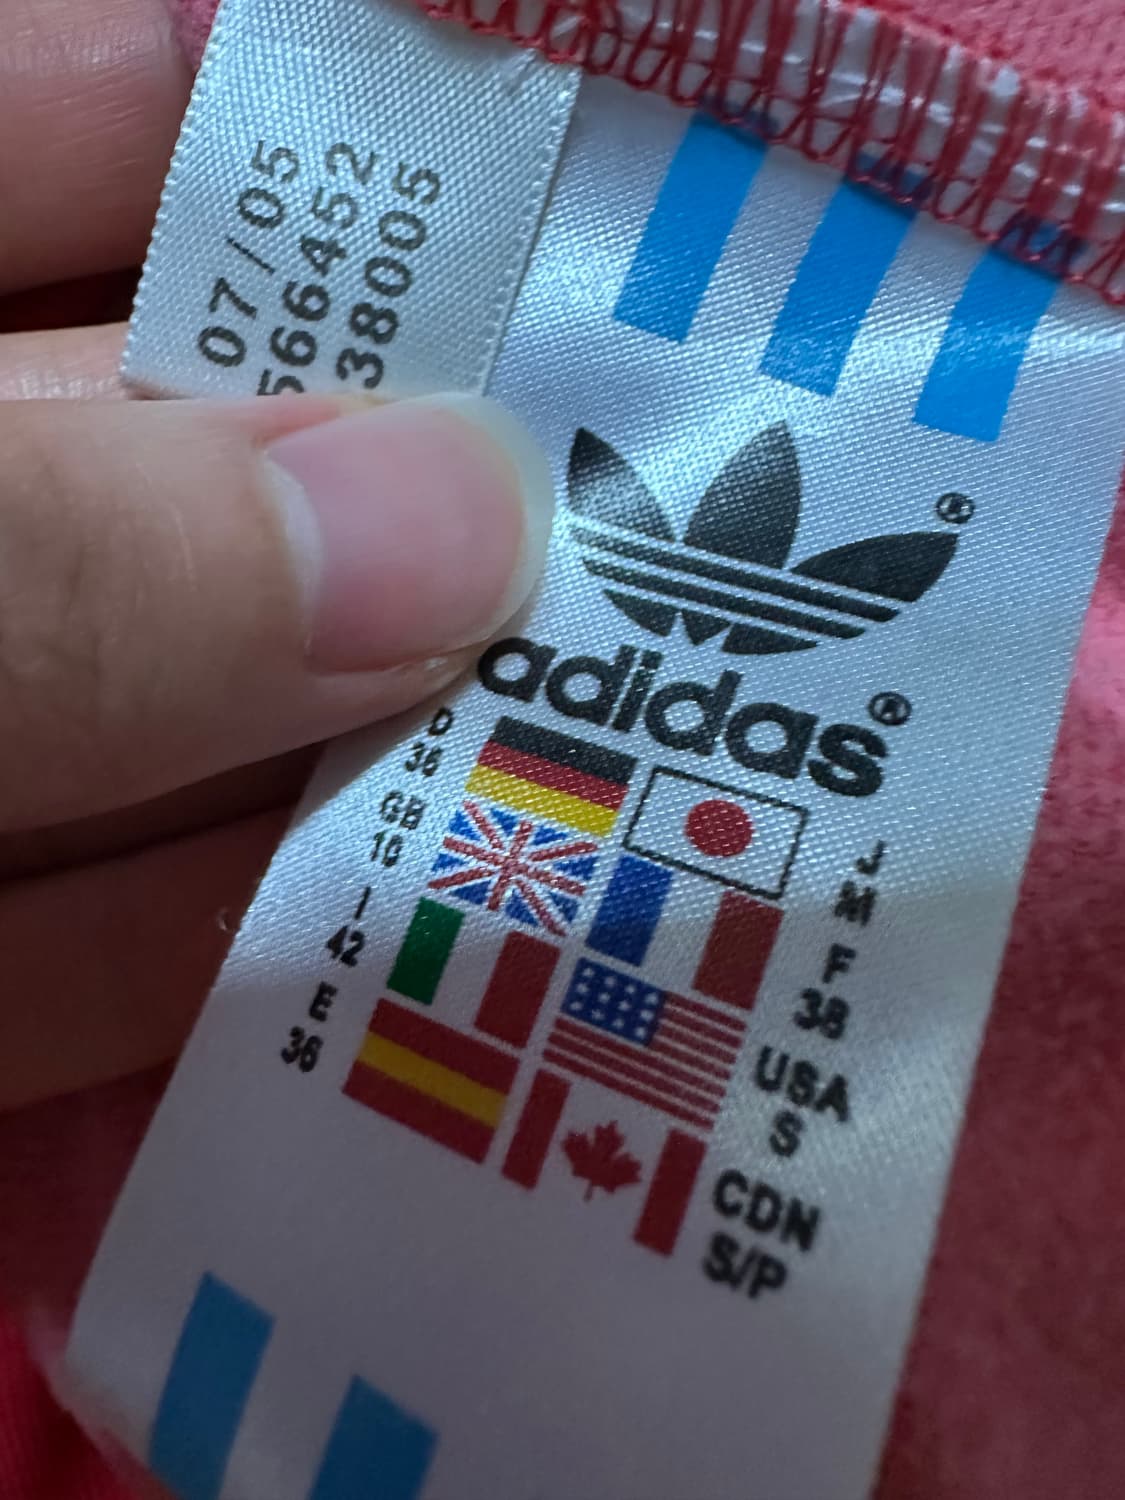 07/05
566452
38005
®
adidas®
D
36
GB
10
I
42
E
36
J
M
F
38
USA
S
CDN
S/P